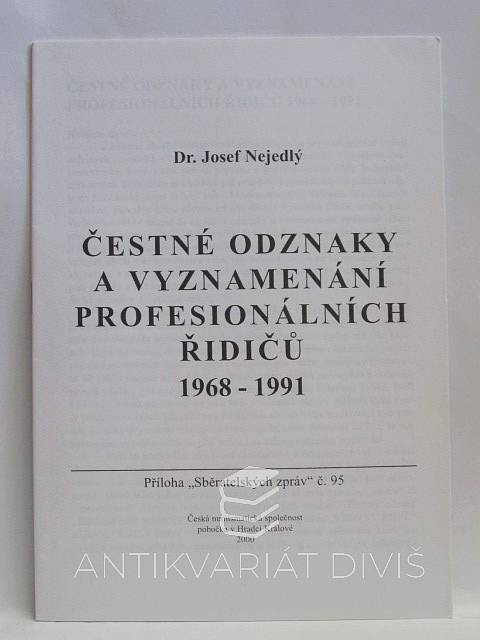 Dr. Josef Nejedlý
ČESTNÉ ODZNAKY
A VYZNAMENÁNÍ
PROFESIONÁLNÍCH
ŘIDIČŮ
1968 - 1991
Příloha „Sběratelských zpráv“ č. 95
Česká numismatická společnost
pobočka v Hradci Králové
2000
ANTIKVARIÁT DIVIŠ